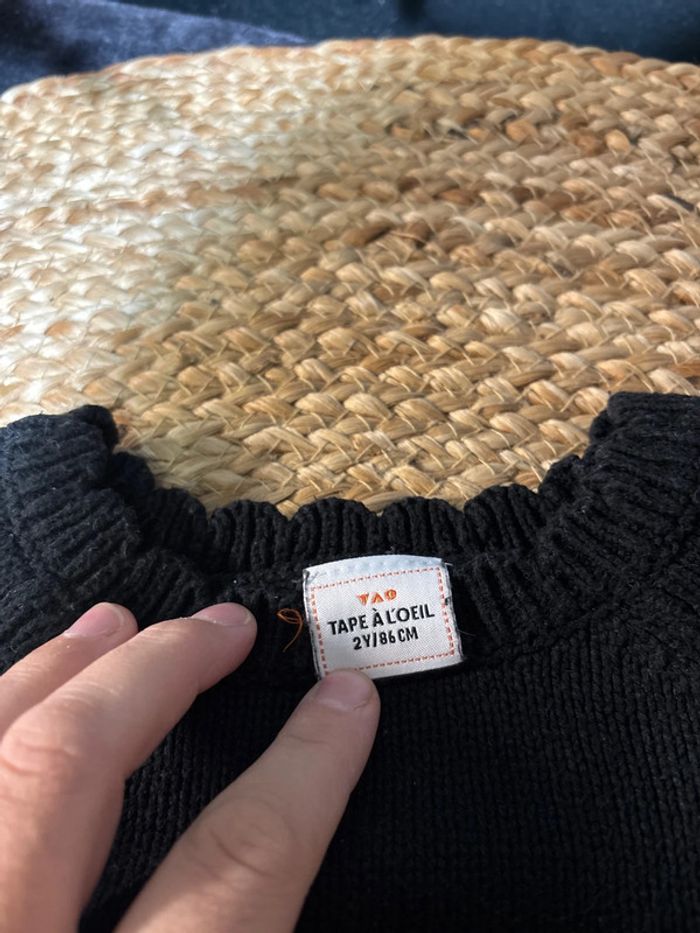 TAO
TAPE À L'OEIL
2Y/86CM